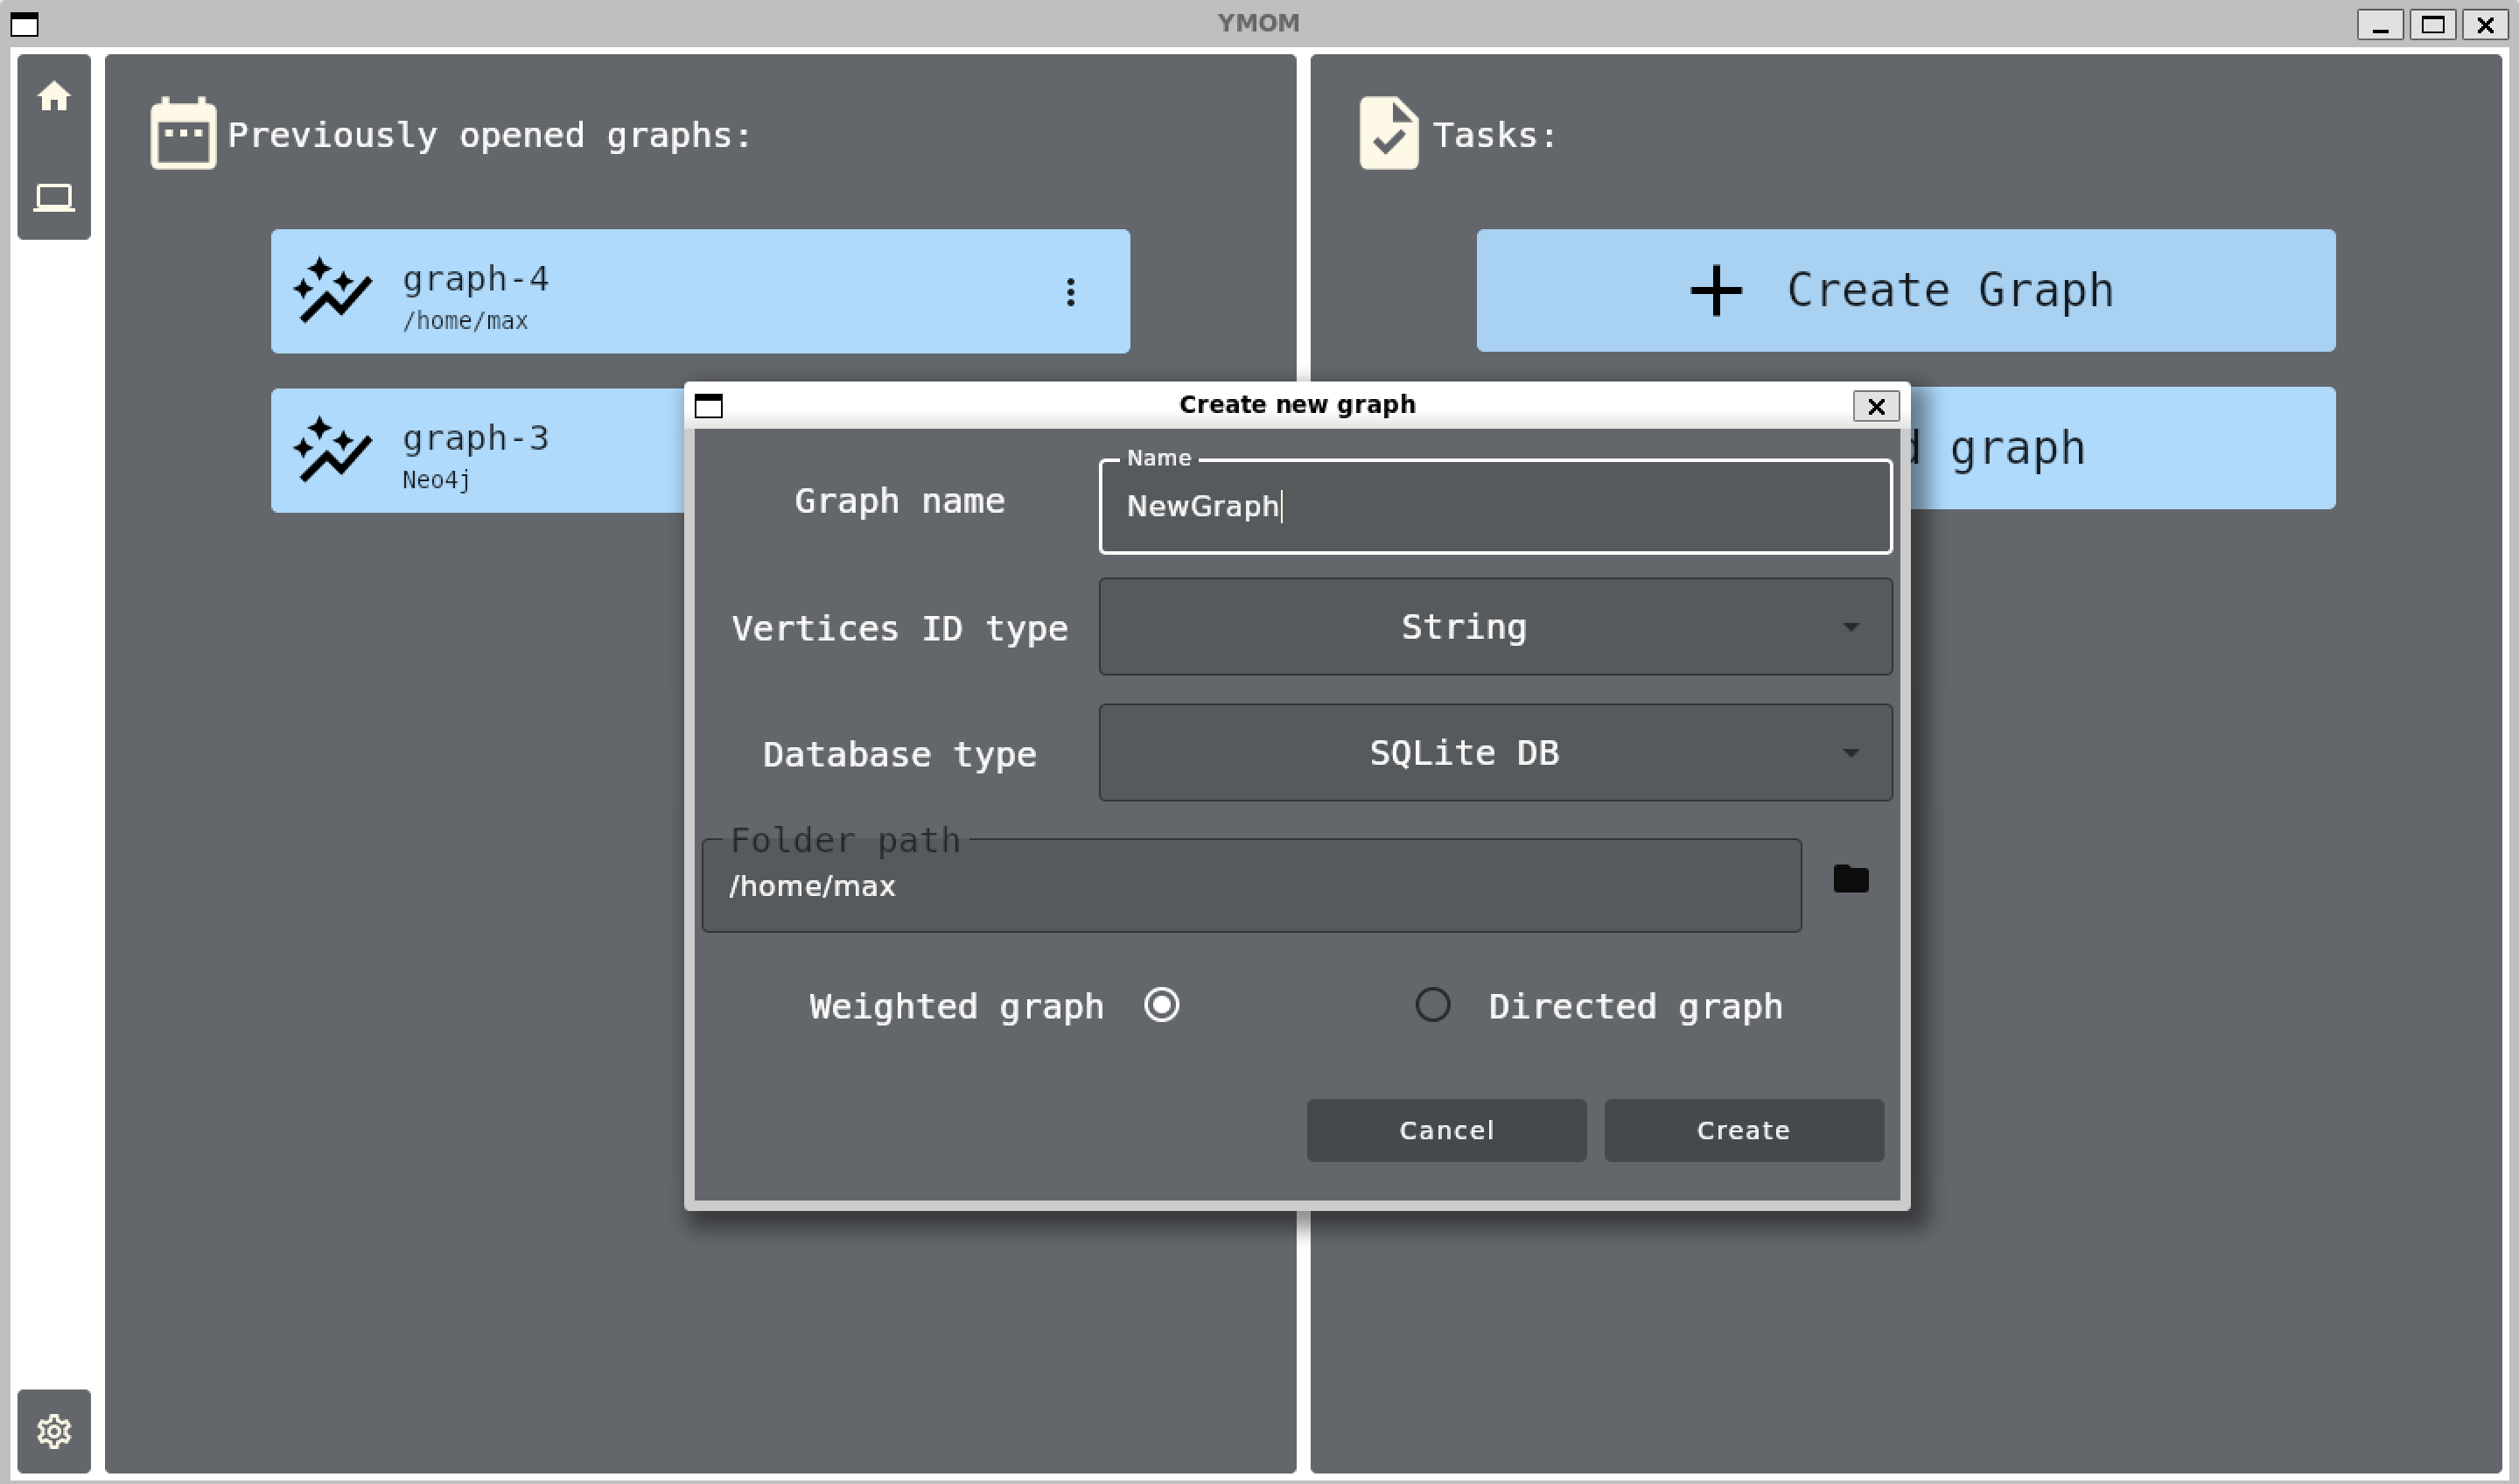 YMOM
Previously opened graphs:
graph-4
/home/max
graph-3
Neo4j
Tasks:
Create Graph
graph
Create new graph
Name
Graph name
NewGraph
Vertices ID type
String
Database type
SQLite DB
Folder path
/home/max
Weighted graph
Directed graph
Cancel
Create